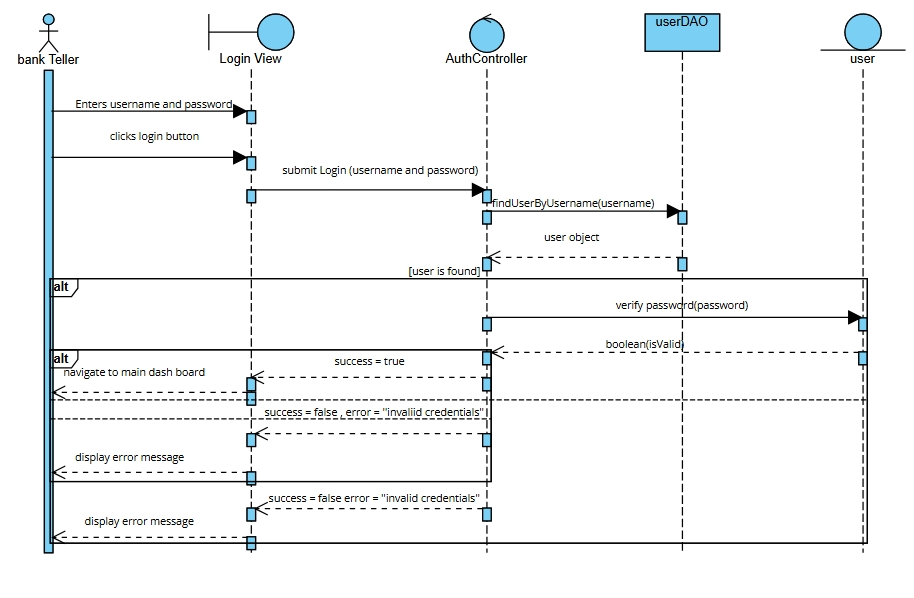 userDAO
bank Teller
Login View
AuthController
user
Enters username and password
clicks login button
submit Login (username and password)
findUserByUsername(username)
user object
[user is found]
alt
verify password(password)
boolean(isValid)
alt
success = true
navigate to main dash board
success = false , error = "invaliid credentials"
display error message
success = false error = "invalid credentials"
display error message